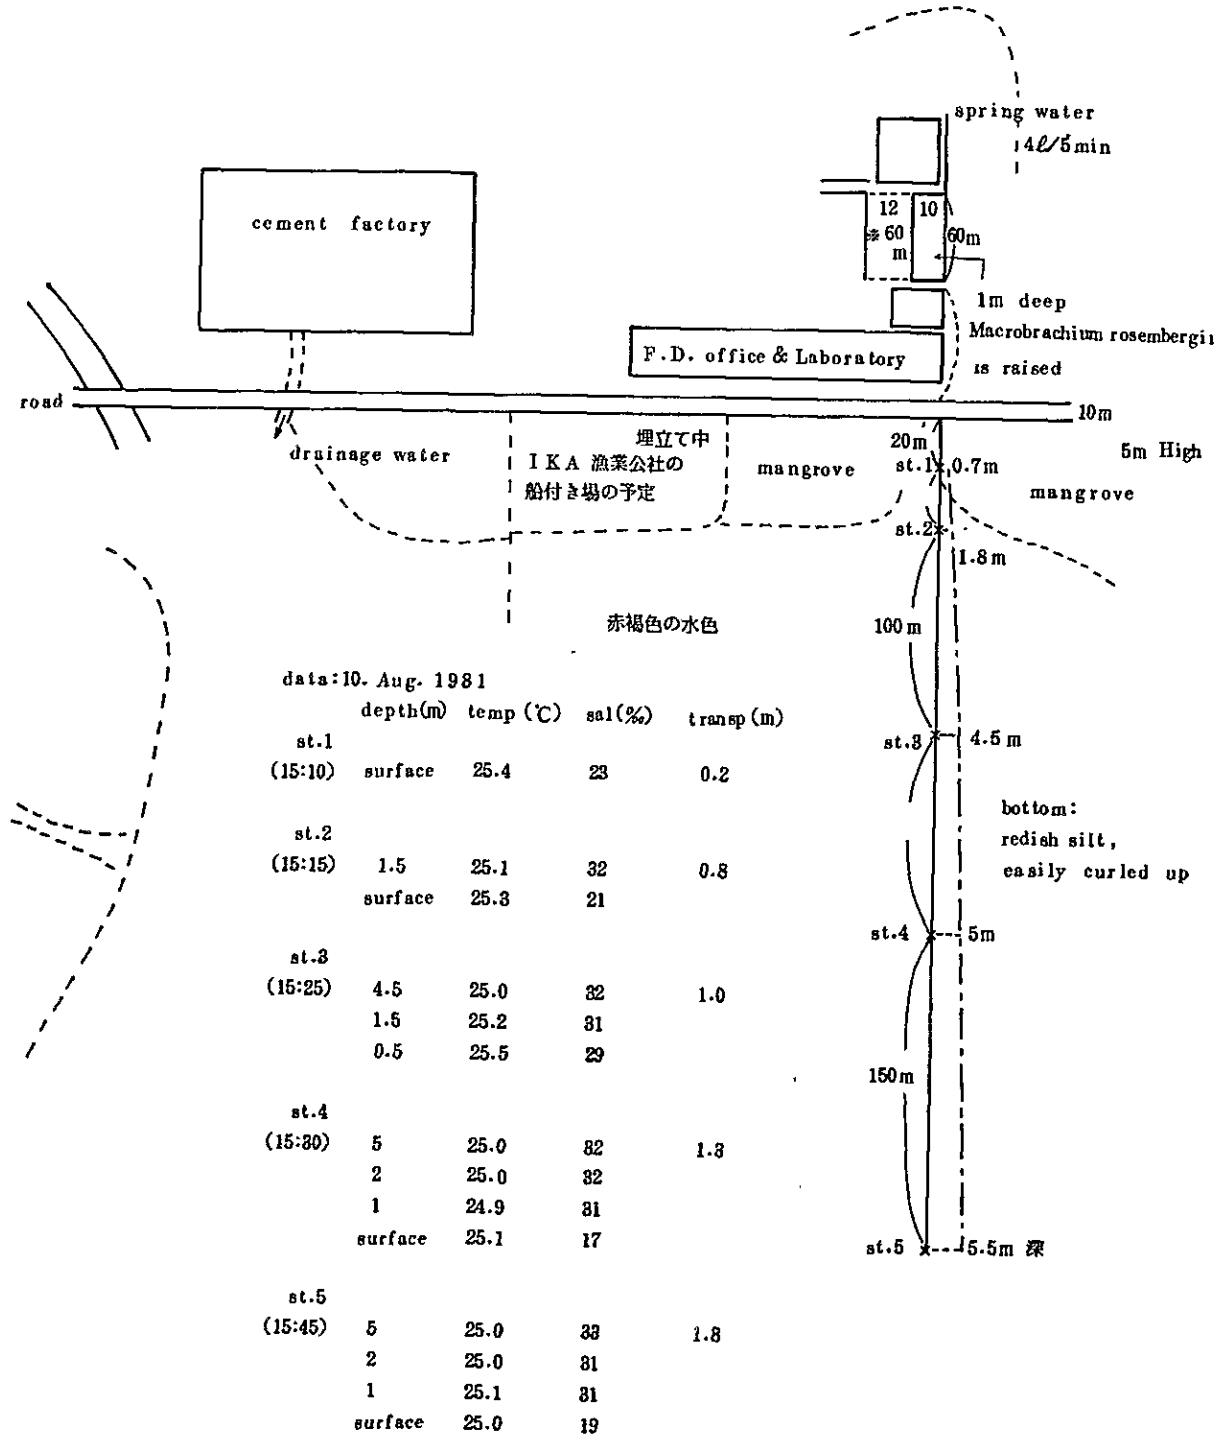 spring water
4ℓ/5min
cement factory
12 10
※60 60m
m
1m deep
Macrobrachium rosembergii
is raised
F.D. office & Laboratory
road
10m
5m High
drainage water
埋立て中
IKA 漁業公社の
船付き場の予定
mangrove
20m
st.1 0.7m
mangrove
st.2
1.8m
赤褐色の水色
100m
data:10. Aug. 1981
depth(m) temp(℃) sal(‰) transp(m)
st.1
(15:10) surface 25.4 23 0.2
st.2
(15:15) 1.5 25.1 32 0.8
surface 25.3 21
st.3
(15:25) 4.5 25.0 32 1.0
1.5 25.2 31
0.5 25.5 29
st.4
(15:30) 5 25.0 32 1.3
2 25.0 32
1 24.9 31
surface 25.1 17
st.5
(15:45) 5 25.0 33 1.8
2 25.0 31
1 25.1 31
surface 25.0 19
st.3 4.5m
bottom:
redish silt,
easily curled up
st.4 5m
150m
st.5 5.5m 深